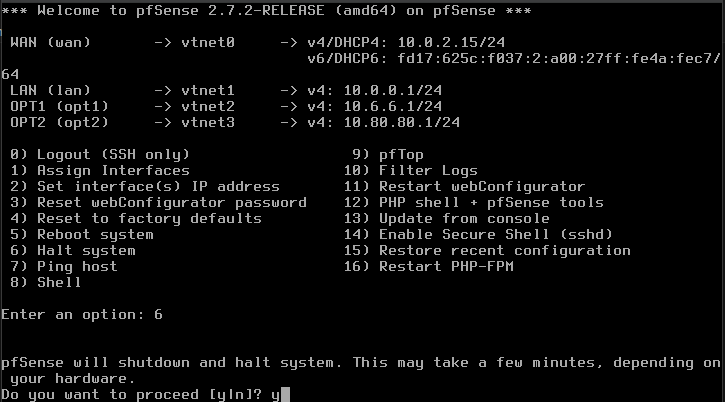 *** Welcome to pfSense 2.7.2-RELEASE (amd64) on pfSense ***
WAN (wan) -> vtnet0 -> v4/DHCP4: 10.0.2.15/24
v6/DHCP6: fd17:625c:f037:2:a00:27ff:fe4a:fec7/
64
LAN (lan) -> vtnet1 -> v4: 10.0.0.1/24
OPT1 (opt1) -> vtnet2 -> v4: 10.6.6.1/24
OPT2 (opt2) -> vtnet3 -> v4: 10.80.80.1/24
0) Logout (SSH only) 9) pfTop
1) Assign Interfaces 10) Filter Logs
2) Set interface(s) IP address 11) Restart webConfigurator
3) Reset webConfigurator password 12) PHP shell + pfSense tools
4) Reset to factory defaults 13) Update from console
5) Reboot system 14) Enable Secure Shell (sshd)
6) Halt system 15) Restore recent configuration
7) Ping host 16) Restart PHP-FPM
8) Shell
Enter an option: 6
pfSense will shutdown and halt system. This may take a few minutes, depending on
your hardware.
Do you want to proceed [y|n]? y